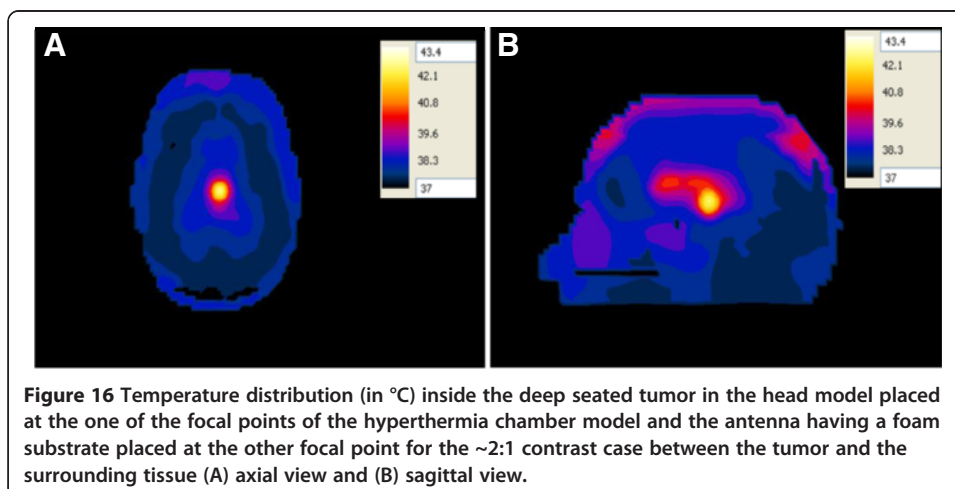 A
43.4
42.1
40.8
39.6
38.3
37
B
43.4
42.1
40.8
39.6
38.3
37
Figure 16 Temperature distribution (in °C) inside the deep seated tumor in the head model placed
at the one of the focal points of the hyperthermia chamber model and the antenna having a foam
substrate placed at the other focal point for the ~2:1 contrast case between the tumor and the
surrounding tissue (A) axial view and (B) sagittal view.